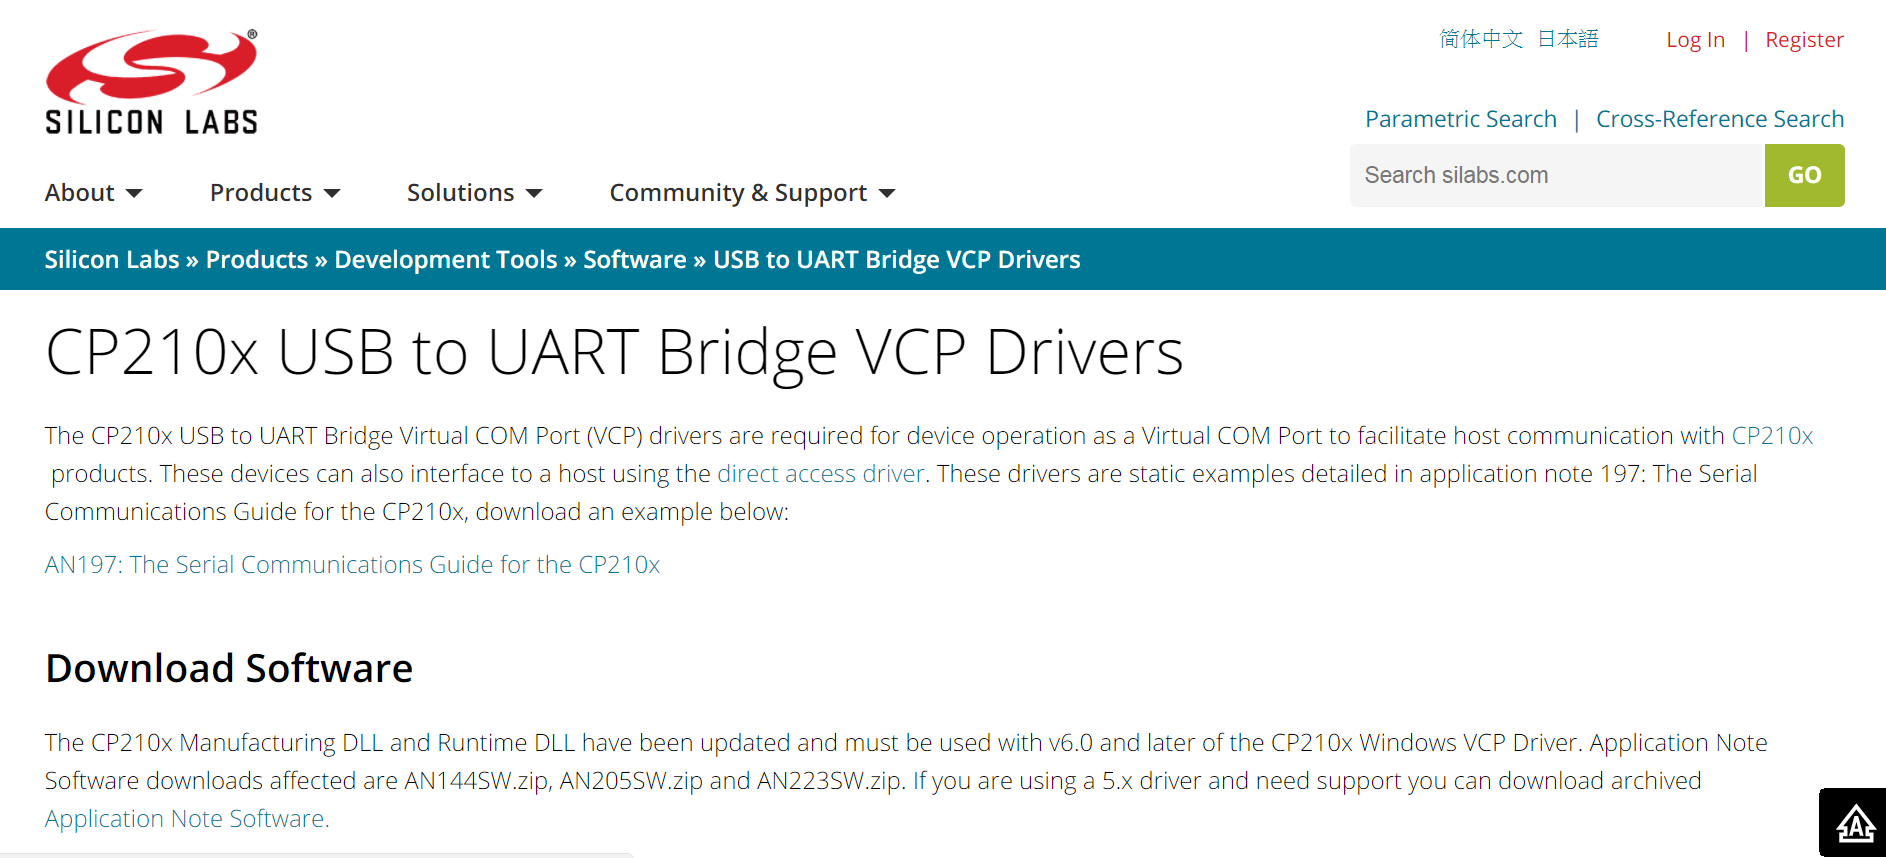 SILICON LABS®
简体中文 日本語 Log In | Register
Parametric Search | Cross-Reference Search
Search silabs.com GO
About Products Solutions Community & Support
Silicon Labs » Products » Development Tools » Software » USB to UART Bridge VCP Drivers
CP210x USB to UART Bridge VCP Drivers
The CP210x USB to UART Bridge Virtual COM Port (VCP) drivers are required for device operation as a Virtual COM Port to facilitate host communication with CP210x
products. These devices can also interface to a host using the direct access driver. These drivers are static examples detailed in application note 197: The Serial
Communications Guide for the CP210x, download an example below:
AN197: The Serial Communications Guide for the CP210x
Download Software
The CP210x Manufacturing DLL and Runtime DLL have been updated and must be used with v6.0 and later of the CP210x Windows VCP Driver. Application Note
Software downloads affected are AN144SW.zip, AN205SW.zip and AN223SW.zip. If you are using a 5.x driver and need support you can download archived
Application Note Software.
A